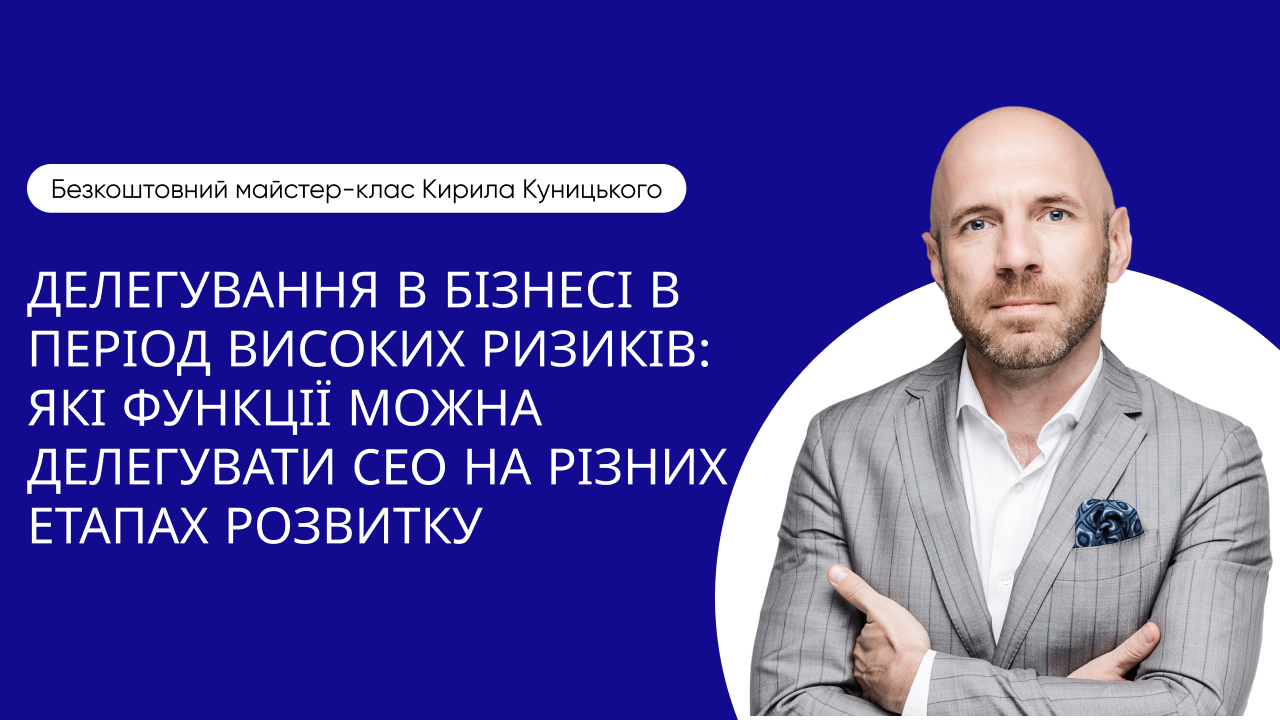 Безкоштовний майстер-клас Кирила Куницького
ДЕЛЕГУВАННЯ В БІЗНЕСІ В
ПЕРІОД ВИСОКИХ РИЗИКІВ:
ЯКІ ФУНКЦІЇ МОЖНА
ДЕЛЕГУВАТИ СЕО НА РІЗНИХ
ЕТАПАХ РОЗВИТКУ